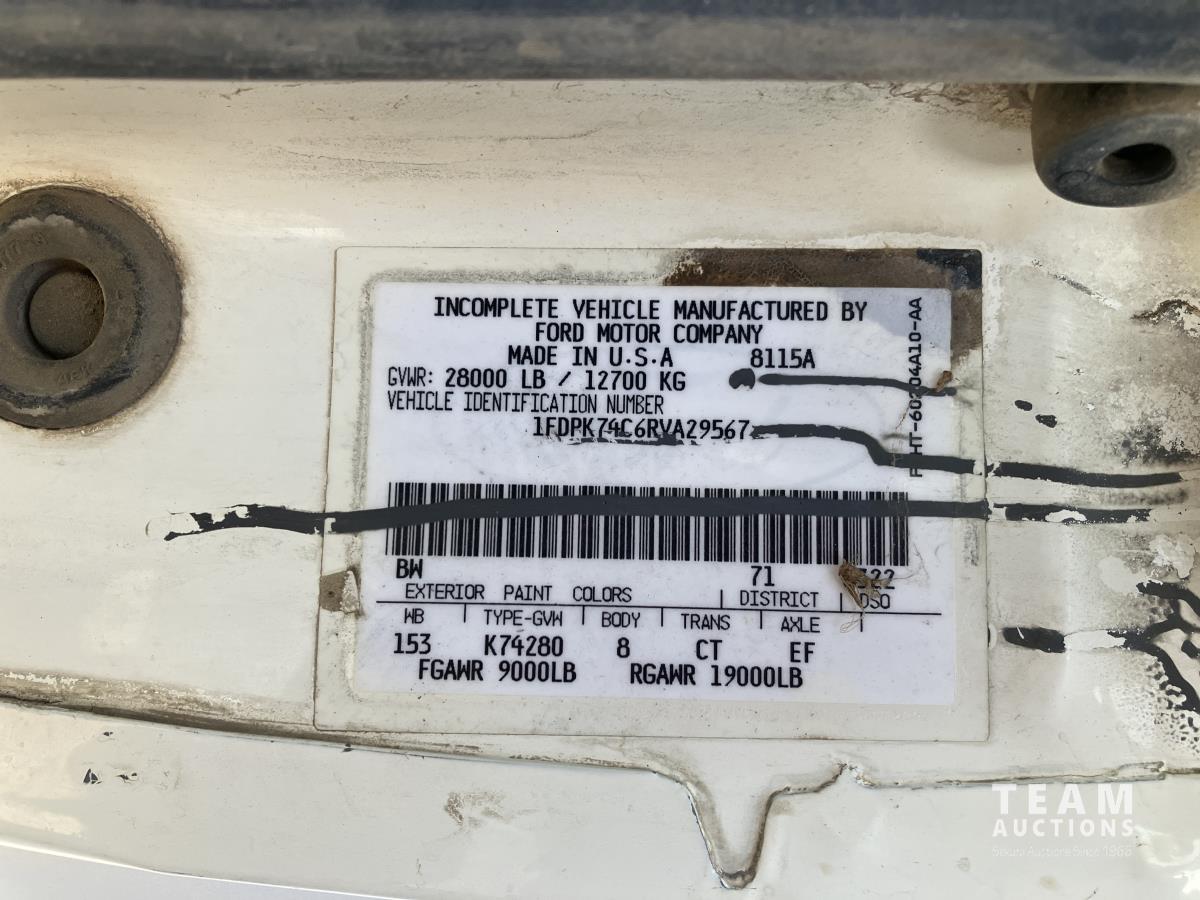 INCOMPLETE VEHICLE MANUFACTURED BY
FORD MOTOR COMPANY
MADE IN U.S.A 8115A
GVWR: 28000 LB / 12700 KG
VEHICLE IDENTIFICATION NUMBER
1FDPK74C6RVA29567
BW 71
EXTERIOR PAINT COLORS DISTRICT DSO
WB TYPE-GVW BODY TRANS AXLE
153 K74280 8 CT EF
FGAWR 9000LB RGAWR 19000LB
TEAM
AUCTIONS